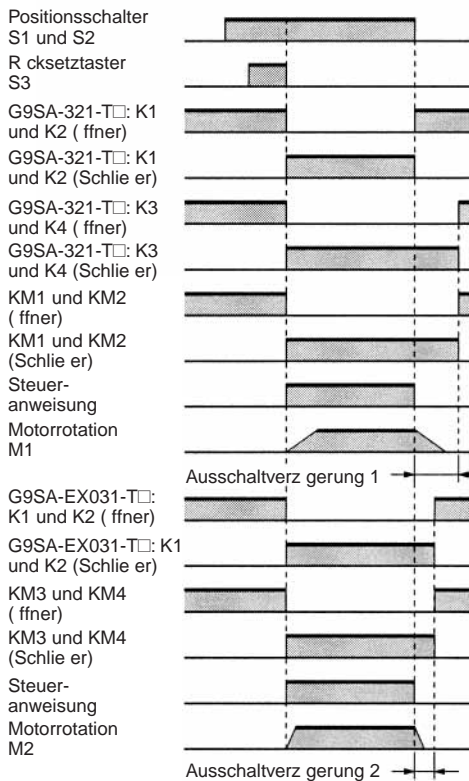 Positionsschalter
S1 und S2
R cksetztaster
S3
G9SA-321-T□: K1
und K2 ( ffner)
G9SA-321-T□: K1
und K2 (Schlie er)
G9SA-321-T□: K3
und K4 ( ffner)
G9SA-321-T□: K3
und K4 (Schlie er)
KM1 und KM2
( ffner)
KM1 und KM2
(Schlie er)
Steuer-
anweisung
Motorrotation
M1
Ausschaltverz gerung 1
G9SA-EX031-T□:
K1 und K2 ( ffner)
G9SA-EX031-T□: K1
und K2 (Schlie er)
KM3 und KM4
( ffner)
KM3 und KM4
(Schlie er)
Steuer-
anweisung
Motorrotation
M2
Ausschaltverz gerung 2